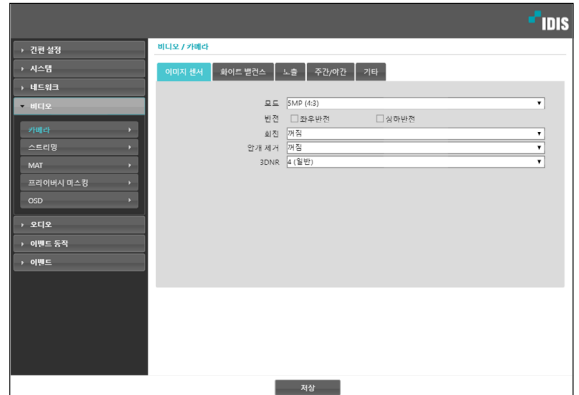 IDIS
간편 설정
시스템
네트워크
비디오
카메라
스트리밍
MAT
프라이버시 마스킹
OSD
오디오
이벤트 동작
이벤트
비디오 / 카메라
이미지 센서 화이트 밸런스 노출 주간/야간 기타
모드 5MP (4:3)
반전 좌우반전 상하반전
회전 꺼짐
안개 제거 꺼짐
3DNR 4 (일반)
저장